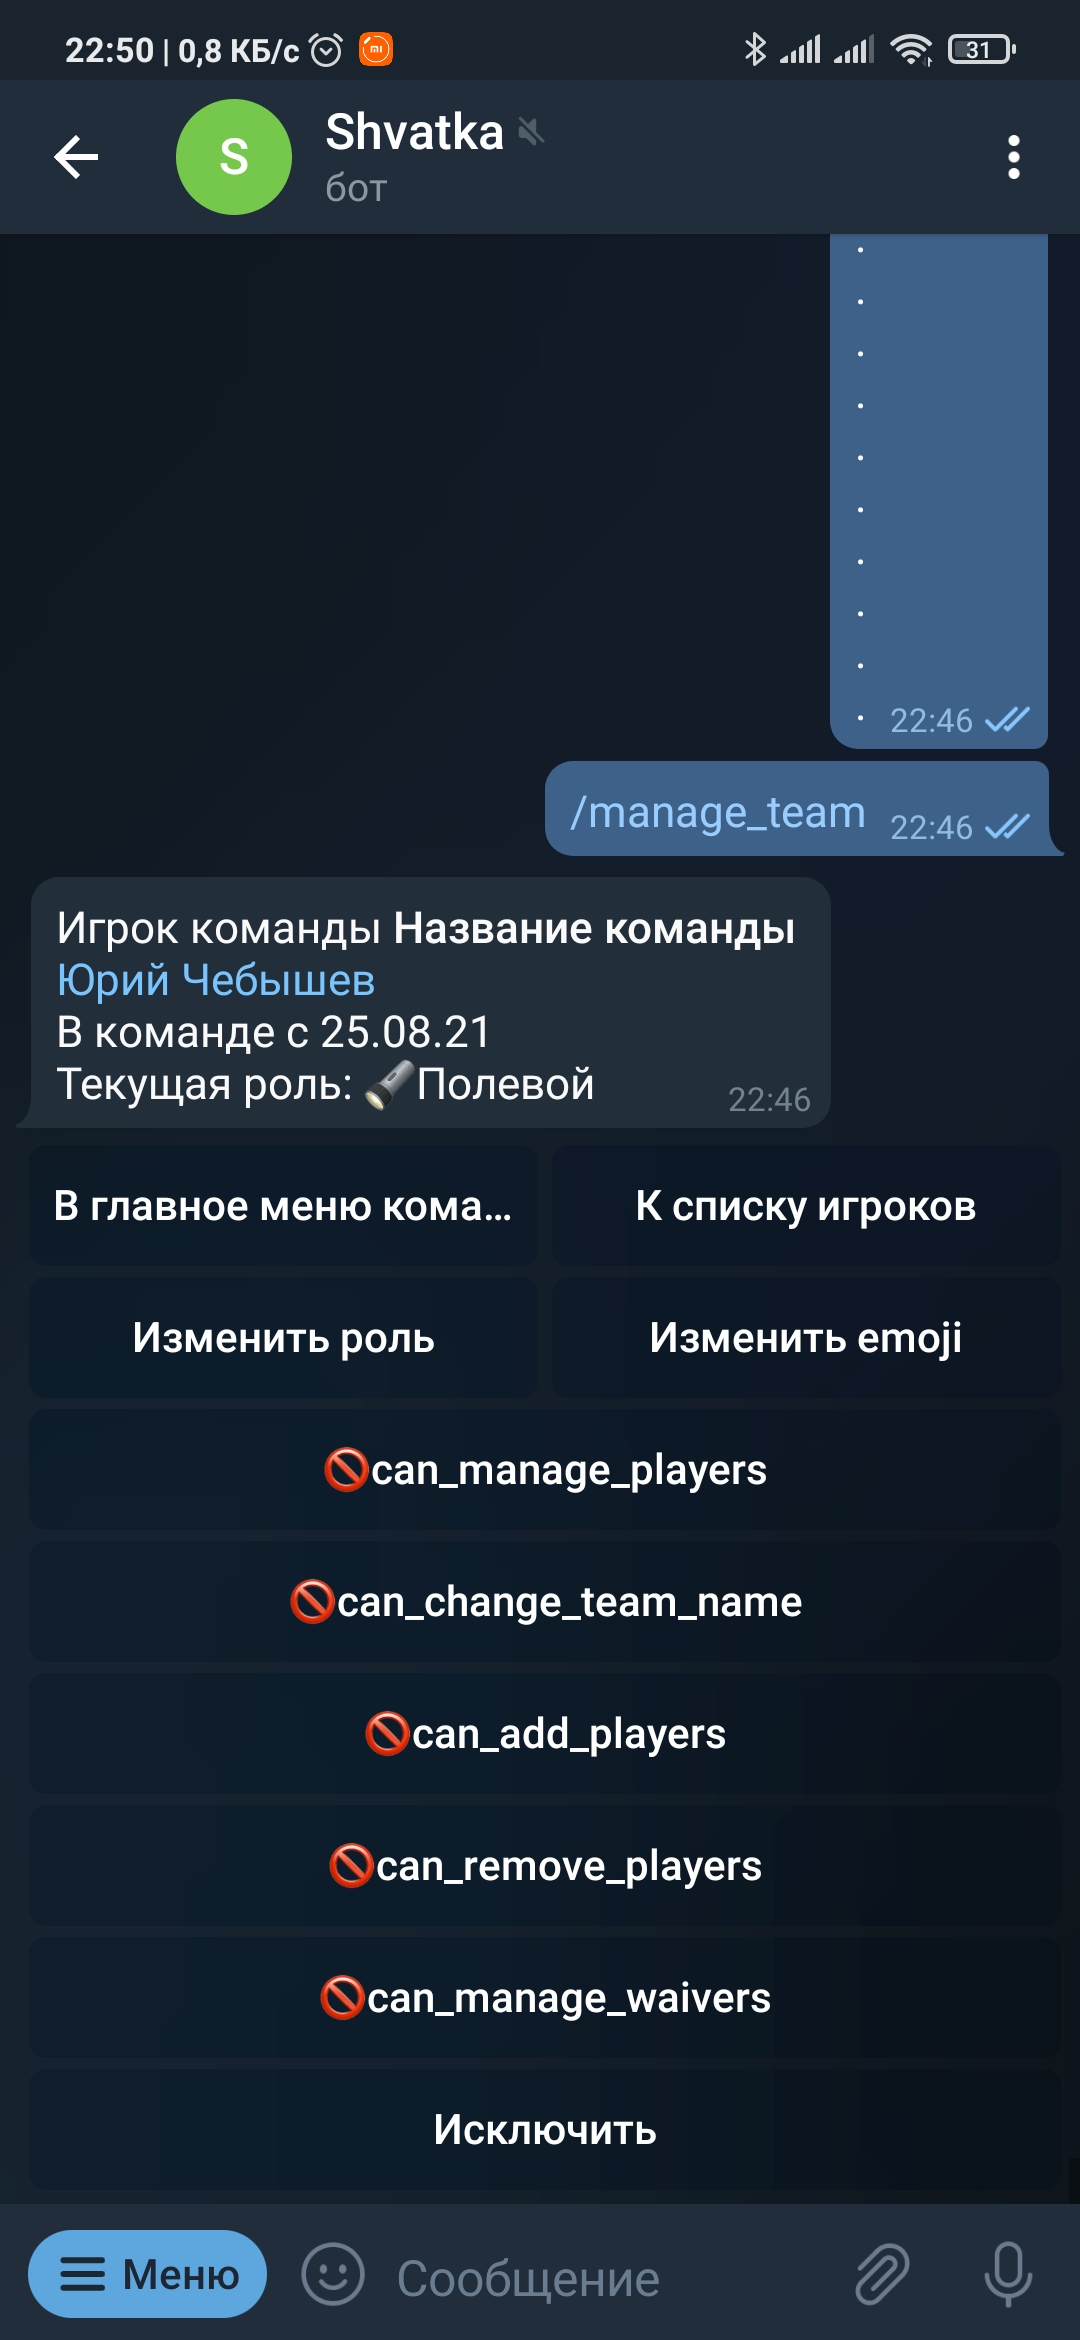 22:50 | 0,8 КБ/с
31
S
Shvatka
бот
.
.
.
.
.
.
.
.
.
. 22:46
/manage_team 22:46
Игрок команды Название команды
Юрий Чебышев
В команде с 25.08.21
Текущая роль: 🔦Полевой 22:46
В главное меню кома...
К списку игроков
Изменить роль
Изменить emoji
🚫can_manage_players
🚫can_change_team_name
🚫can_add_players
🚫can_remove_players
🚫can_manage_waivers
Исключить
Меню
Сообщение